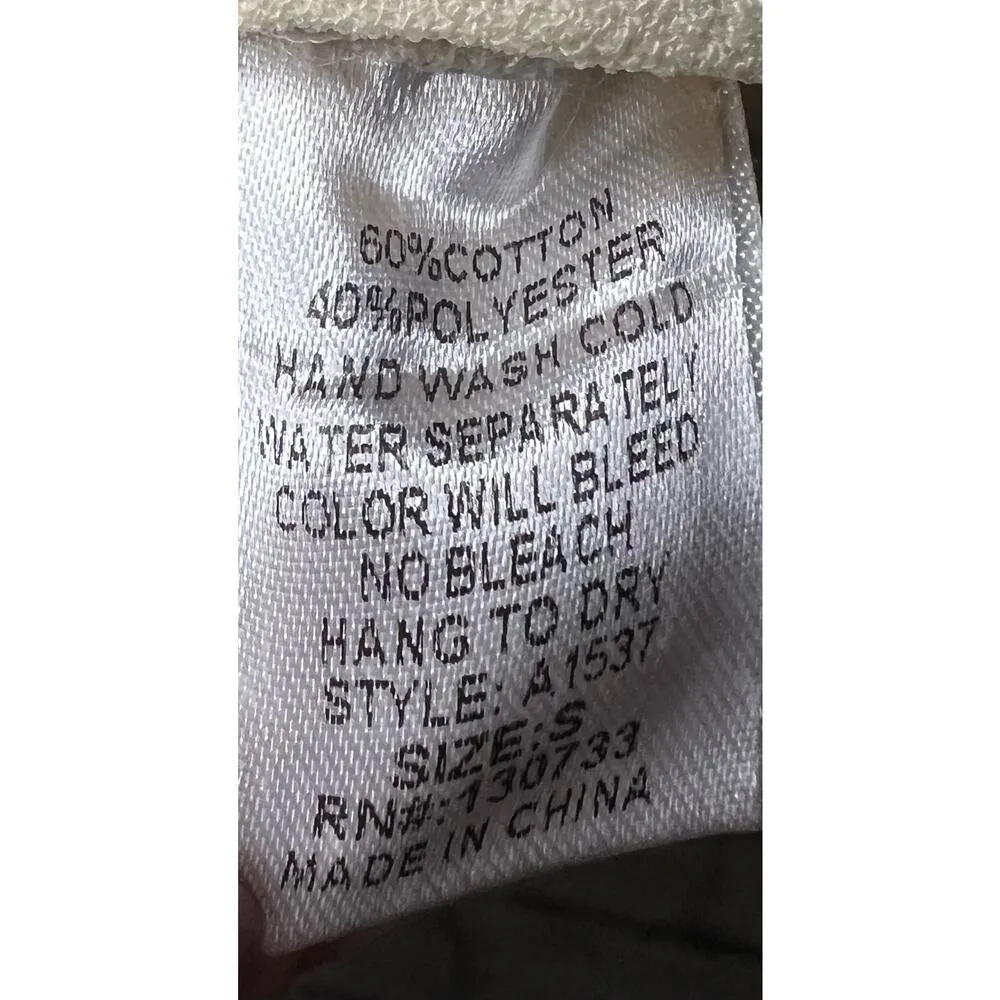 60%COTTON
40%POLYESTER
HAND WASH COLD
WATER SEPARATELY
COLOR WILL BLEED
NO BLEACH
HANG TO DRY
STYLE: A1537
SIZE:S
RN#:130733
MADE IN CHINA